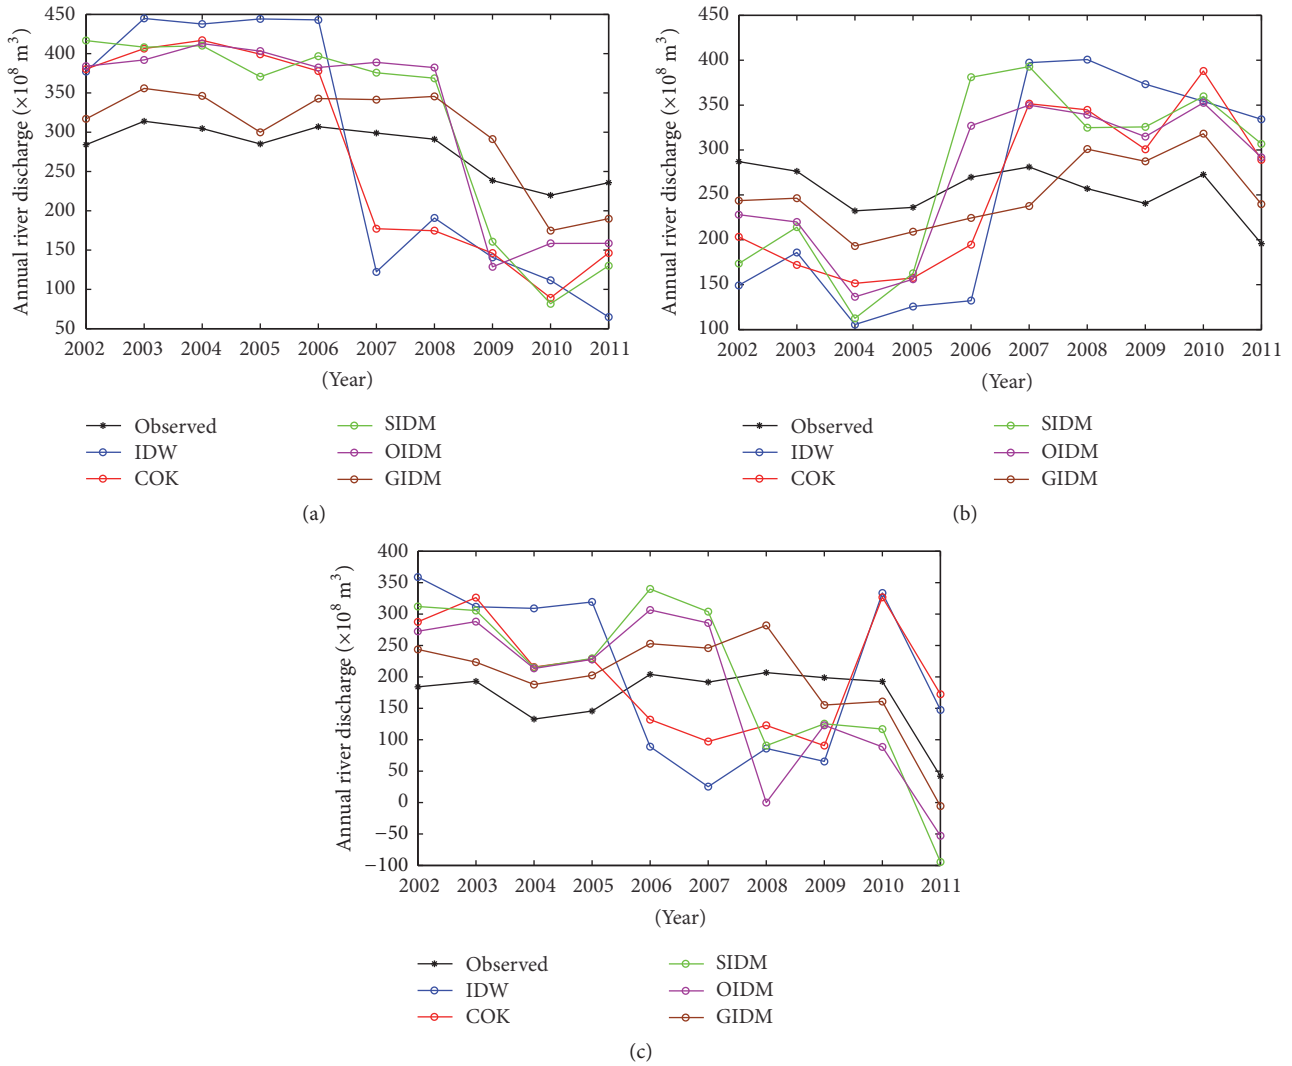 Annual river discharge (×10⁸ m³)
450
400
350
300
250
200
150
100
50
2002 2003 2004 2005 2006 2007 2008 2009 2010 2011
(Year)
Observed
IDW
COK
SIDM
OIDM
GIDM
(a)
Annual river discharge (×10⁸ m³)
450
400
350
300
250
200
150
100
2002 2003 2004 2005 2006 2007 2008 2009 2010 2011
(Year)
Observed
IDW
COK
SIDM
OIDM
GIDM
(b)
Annual river discharge (×10⁸ m³)
400
350
300
250
200
150
100
50
0
−50
−100
2002 2003 2004 2005 2006 2007 2008 2009 2010 2011
(Year)
Observed
IDW
COK
SIDM
OIDM
GIDM
(c)